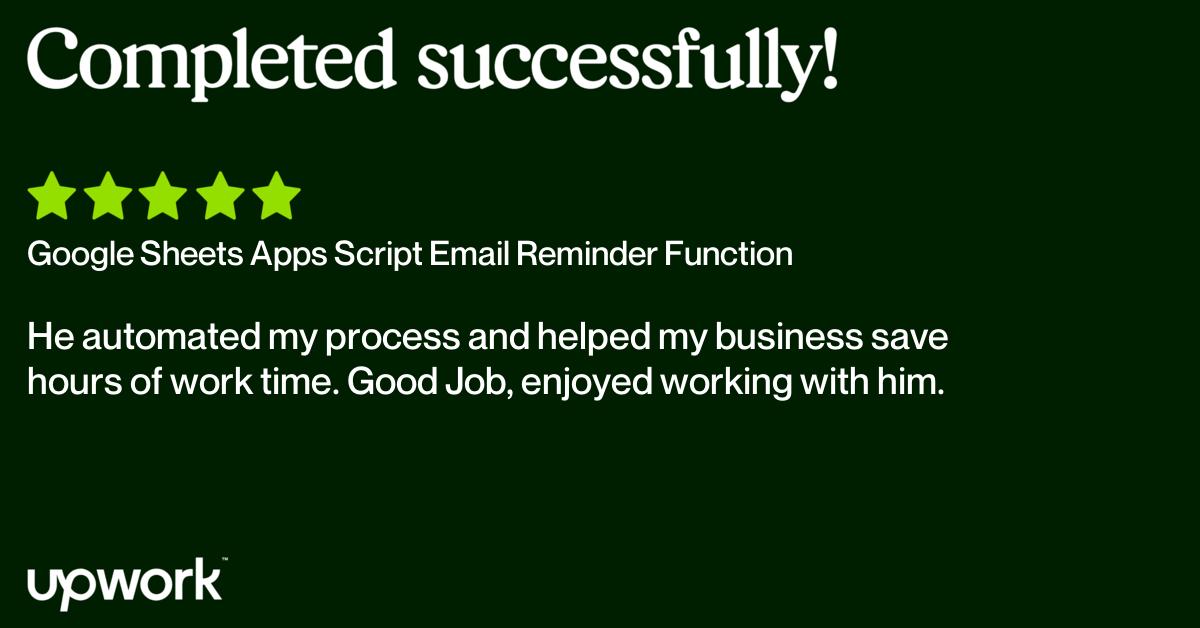 Completed successfully!
Google Sheets Apps Script Email Reminder Function
He automated my process and helped my business save
hours of work time. Good Job, enjoyed working with him.
upwork™